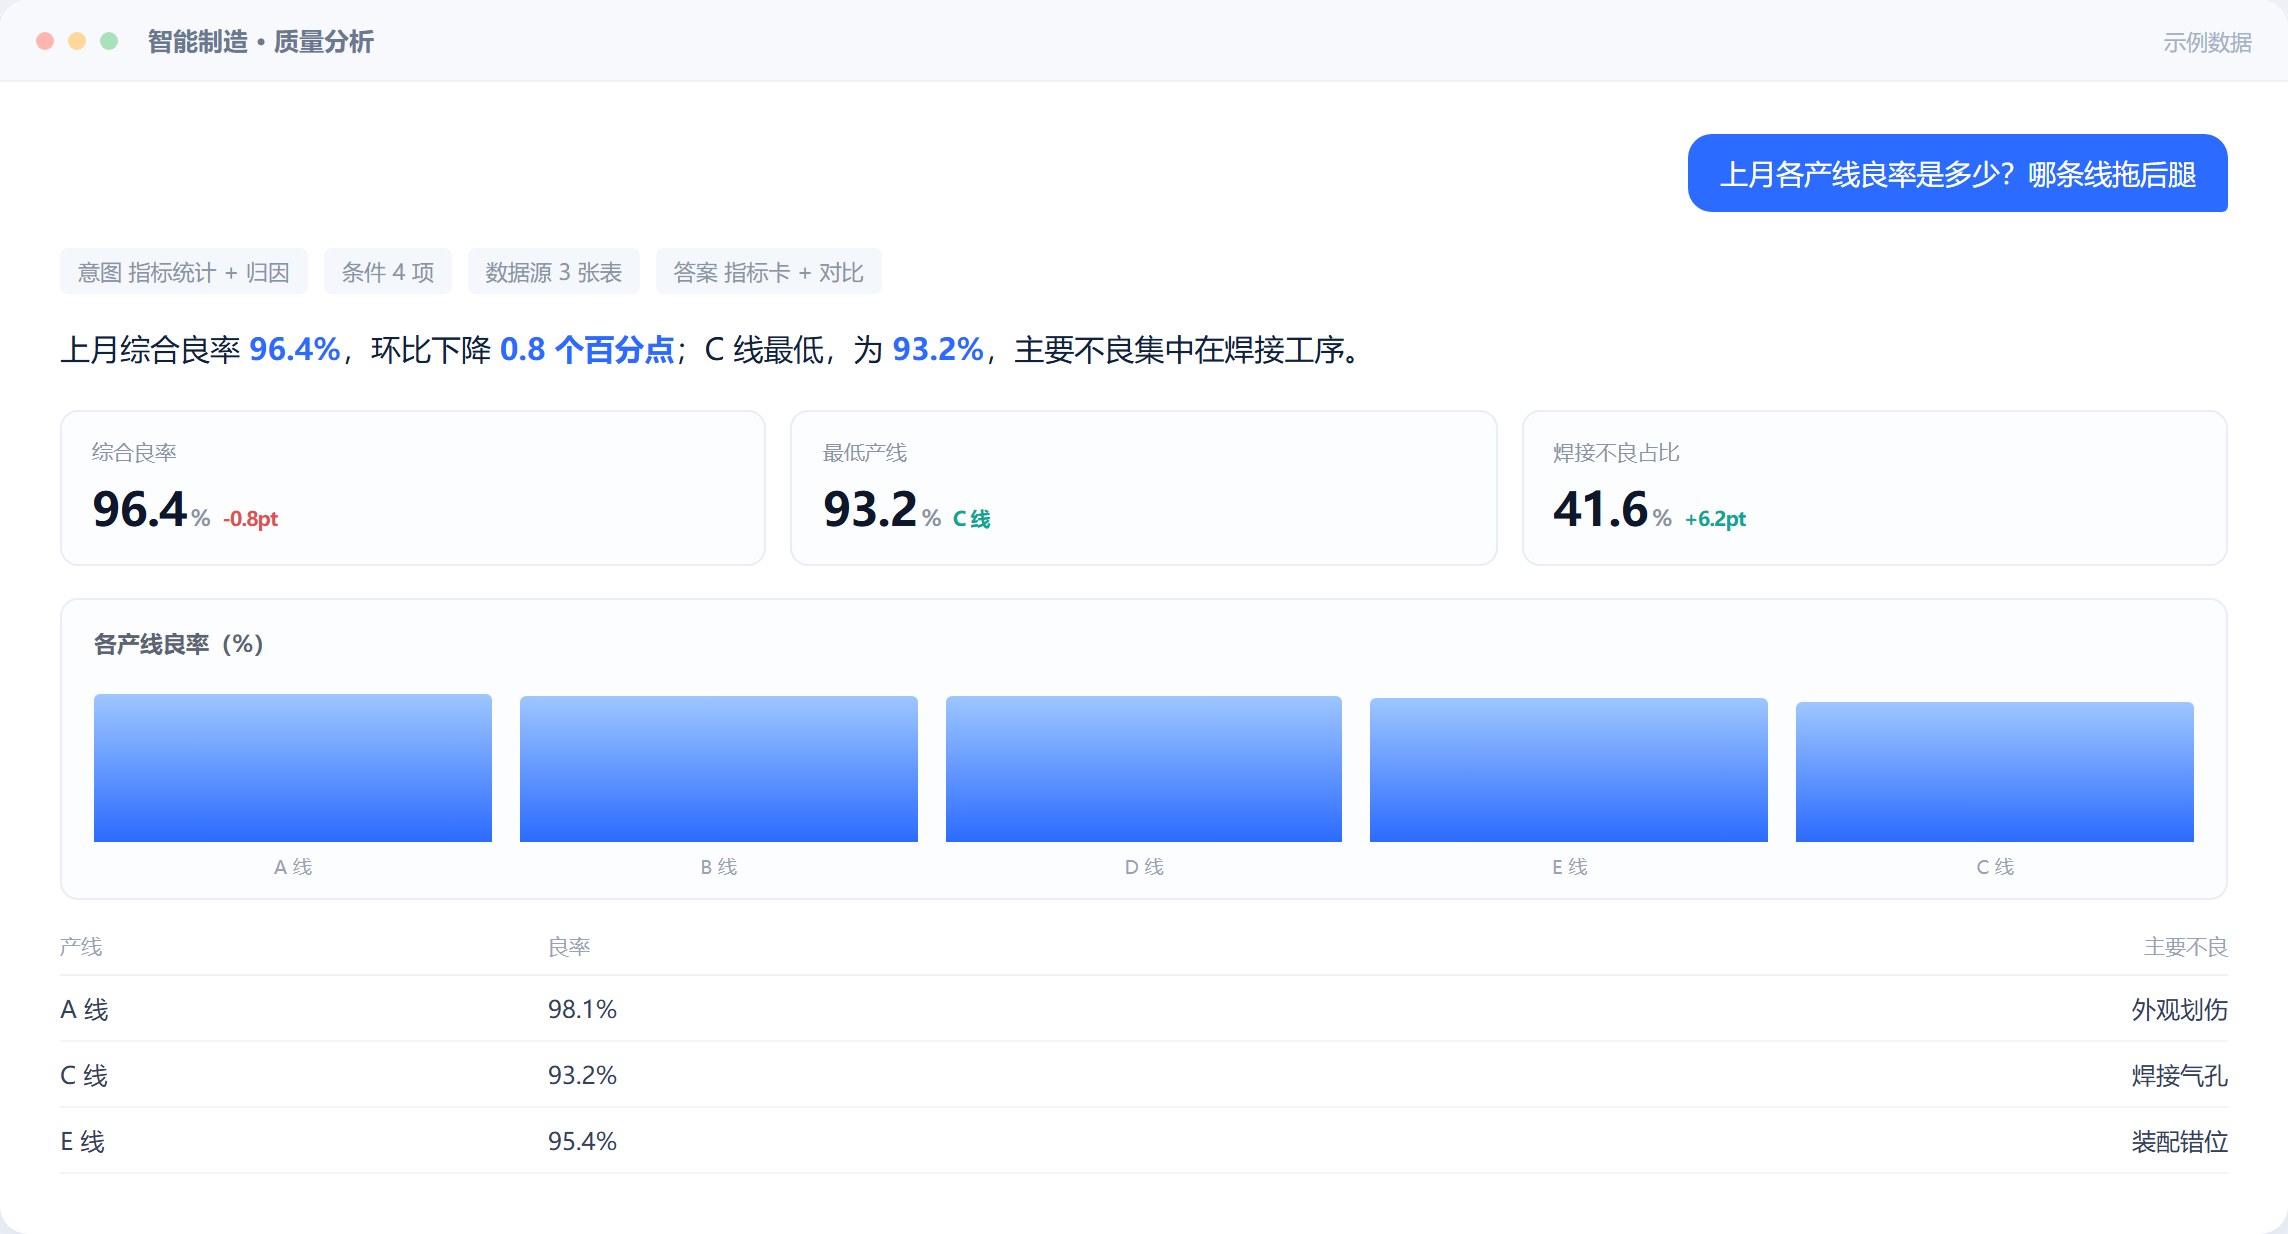 智能制造 · 质量分析
示例数据
上月各产线良率是多少？哪条线拖后腿
意图 指标统计 + 归因
条件 4 项
数据源 3 张表
答案 指标卡 + 对比
上月综合良率 96.4%，环比下降 0.8 个百分点；C 线最低，为 93.2%，主要不良集中在焊接工序。
综合良率
96.4% -0.8pt
最低产线
93.2% C 线
焊接不良占比
41.6% +6.2pt
各产线良率（%）
A 线
B 线
D 线
E 线
C 线
产线 良率 主要不良
A 线 98.1% 外观划伤
C 线 93.2% 焊接气孔
E 线 95.4% 装配错位